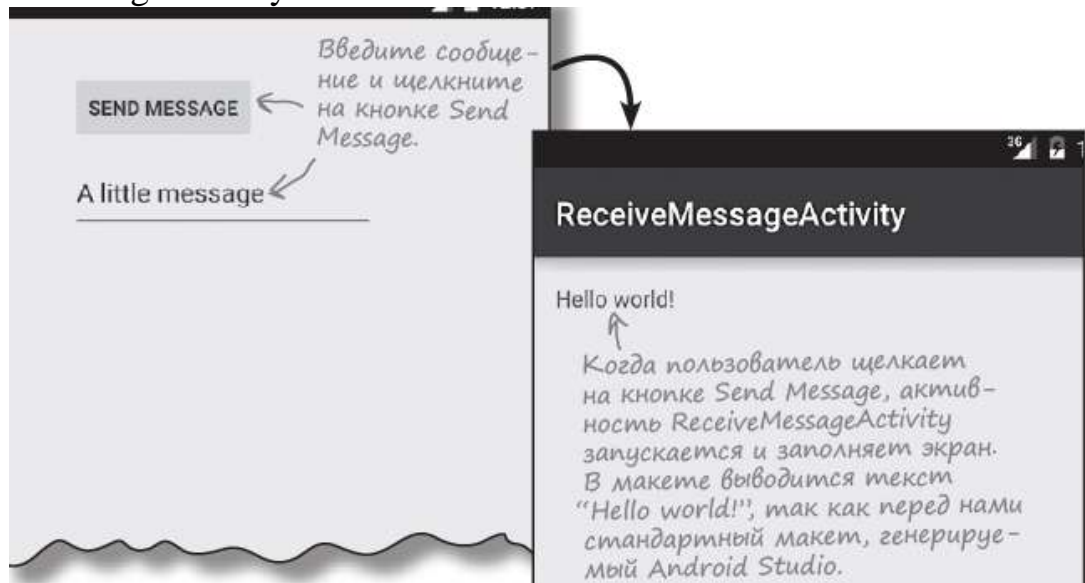 Введите сообще-
ние и щелкните
на кнопке Send
Message.
SEND MESSAGE
A little message
3G
ReceiveMessageActivity
Hello world!
Когда пользователь щелкает
на кнопке Send Message, актив-
ность ReceiveMessageActivity
запускается и заполняет экран.
В макете выводится текст
“Hello world!”, так как перед нами
стандартный макет, генерируе-
мый Android Studio.